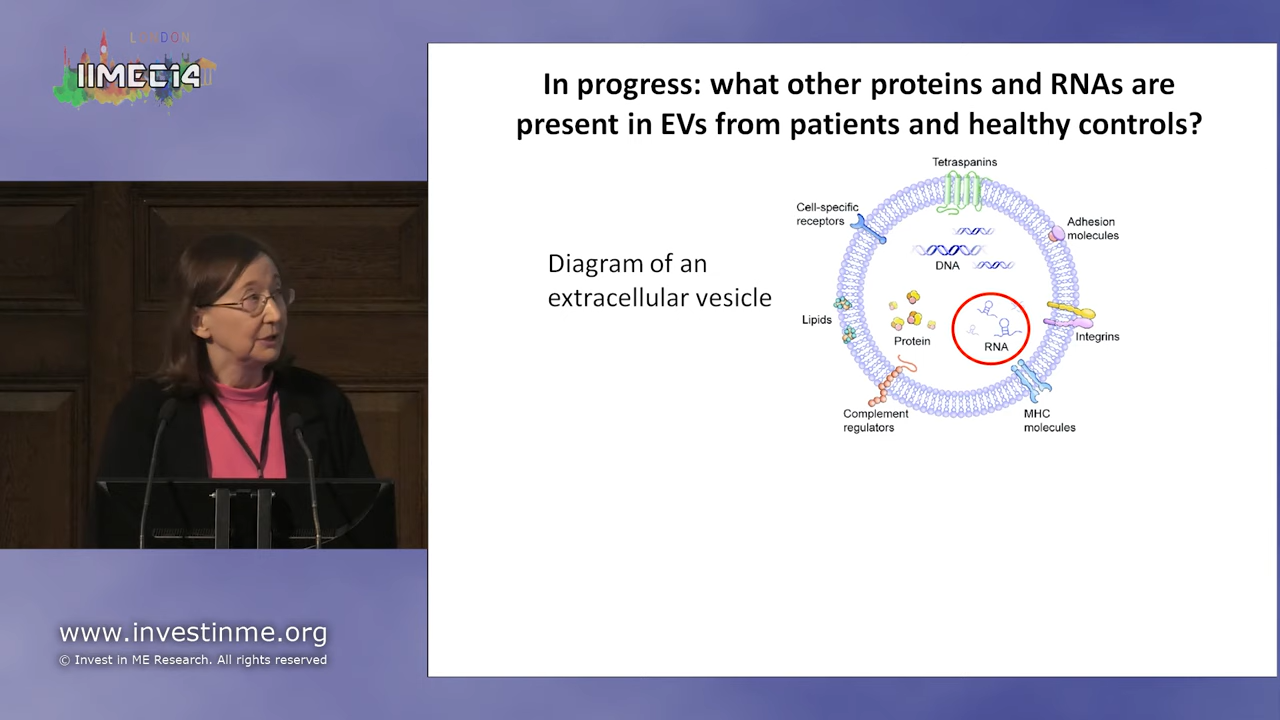 LONDON
IIMEC14
In progress: what other proteins and RNAs are
present in EVs from patients and healthy controls?
Diagram of an
extracellular vesicle
Tetraspanins
Cell-specific
receptors
Adhesion
molecules
DNA
Lipids
Protein
RNA
Integrins
Complement
regulators
MHC
molecules
www.investinme.org
© Invest in ME Research. All rights reserved